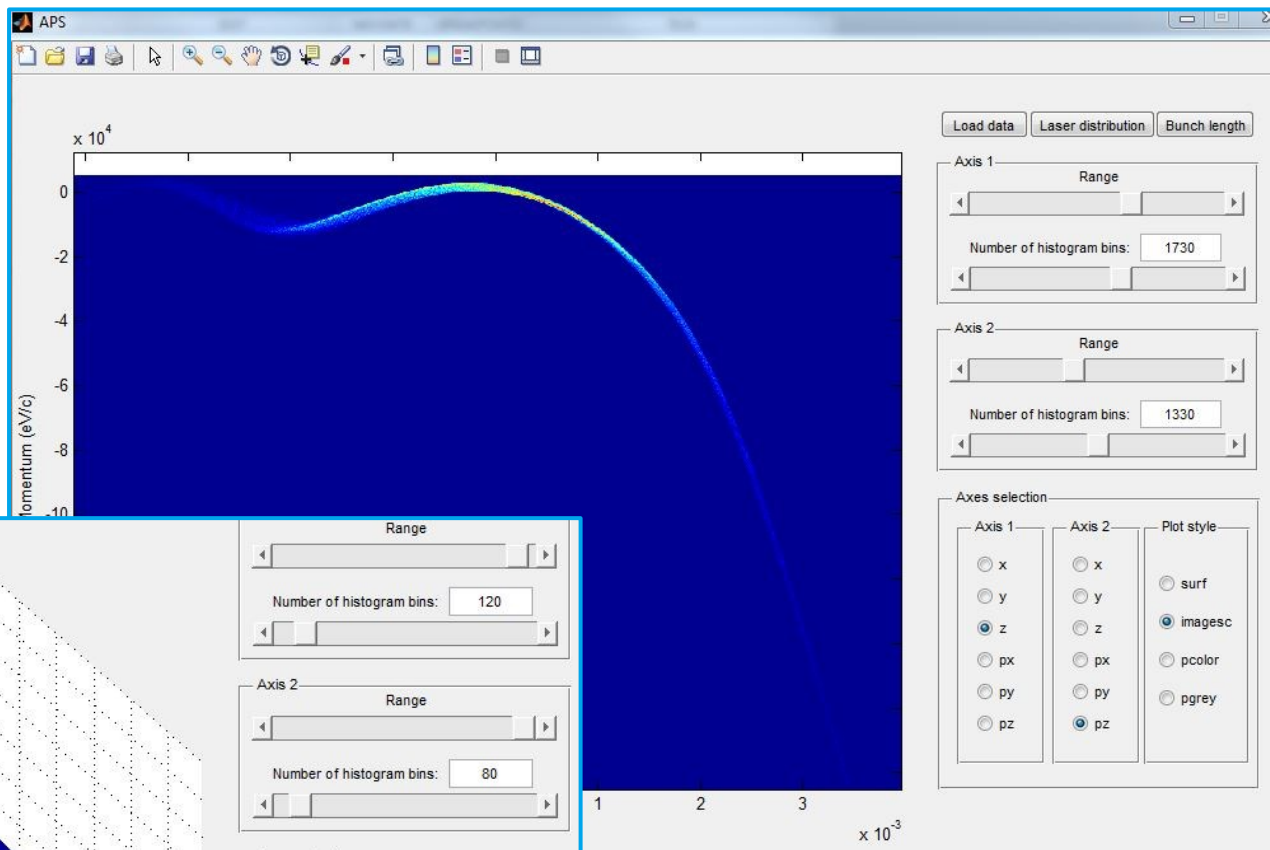 APS
Load data Laser distribution Bunch length
x 10^4
0
-2
-4
-6
-8
-10
Momentum (eV/c)
1 2 3
x 10^-3
Axis 1
Range
Number of histogram bins: 1730
Axis 2
Range
Number of histogram bins: 1330
Axes selection
Axis 1 Axis 2 Plot style
x x
y y surf
z z imagesc
px px pcolor
py py pgrey
pz pz
Range
Number of histogram bins: 120
Axis 2
Range
Number of histogram bins: 80